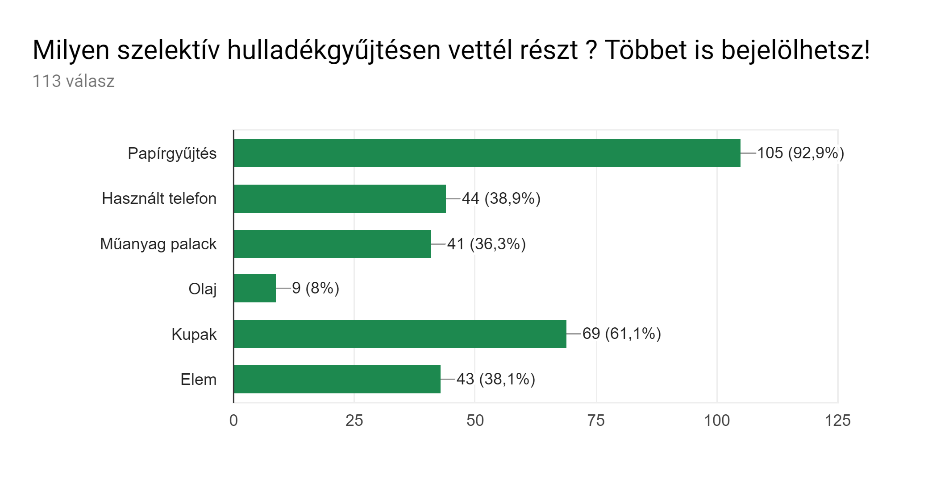 Milyen szelektív hulladékgyűjtésen vettél részt ? Többet is bejelölhetsz!
113 válasz
Papírgyűjtés 105 (92,9%)
Használt telefon 44 (38,9%)
Műanyag palack 41 (36,3%)
Olaj 9 (8%)
Kupak 69 (61,1%)
Elem 43 (38,1%)
0 25 50 75 100 125